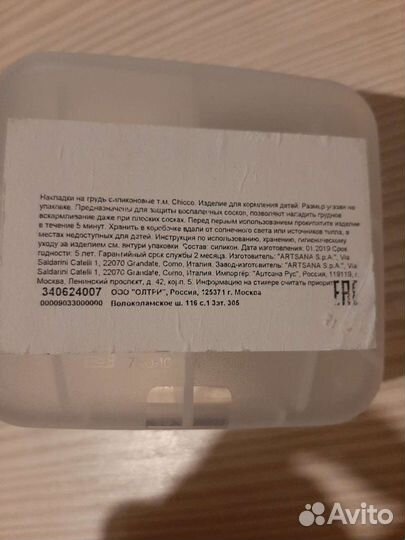 Накладки на грудь силиконовые т.м. Chicco. Изделие для кормления детей. Размер указан на
упаковке. Предназначены для защиты воспаленных сосков, позволяют наладить грудное
вскармливание даже при плоских сосках. Перед первым использованием прокипятите изделие
в течение 5 минут. Хранить в коробочке вдали от солнечного света или источников тепла, в
местах недоступных для детей. Инструкция по использованию, хранению, гигиеническому
уходу за изделием см. внутри упаковки. Состав: силикон. Дата изготовления: 01.2019 Срок
годности: 5 лет. Гарантийный срок службы 2 месяца. Изготовитель: "ARTSANA S.p.A.", Via
Saldarini Catelli 1, 22070 Grandate, Como, Италия. Завод-изготовитель: "ARTSANA S.p.A.", Via
Saldarini Catelli 1, 22070 Grandate, Como, Италия. Импортёр: "Артсана Рус", Россия, 119119, г.
Москва, Ленинский проспект, д. 42, корп. 5. Информацию на стикере считать приорит
340624007 ООО "ОЛТРИ", Россия, 125371 г. Москва
00009033000000 Волоколамское ш. 116 с.1 3эт. 305
EAC
Avito